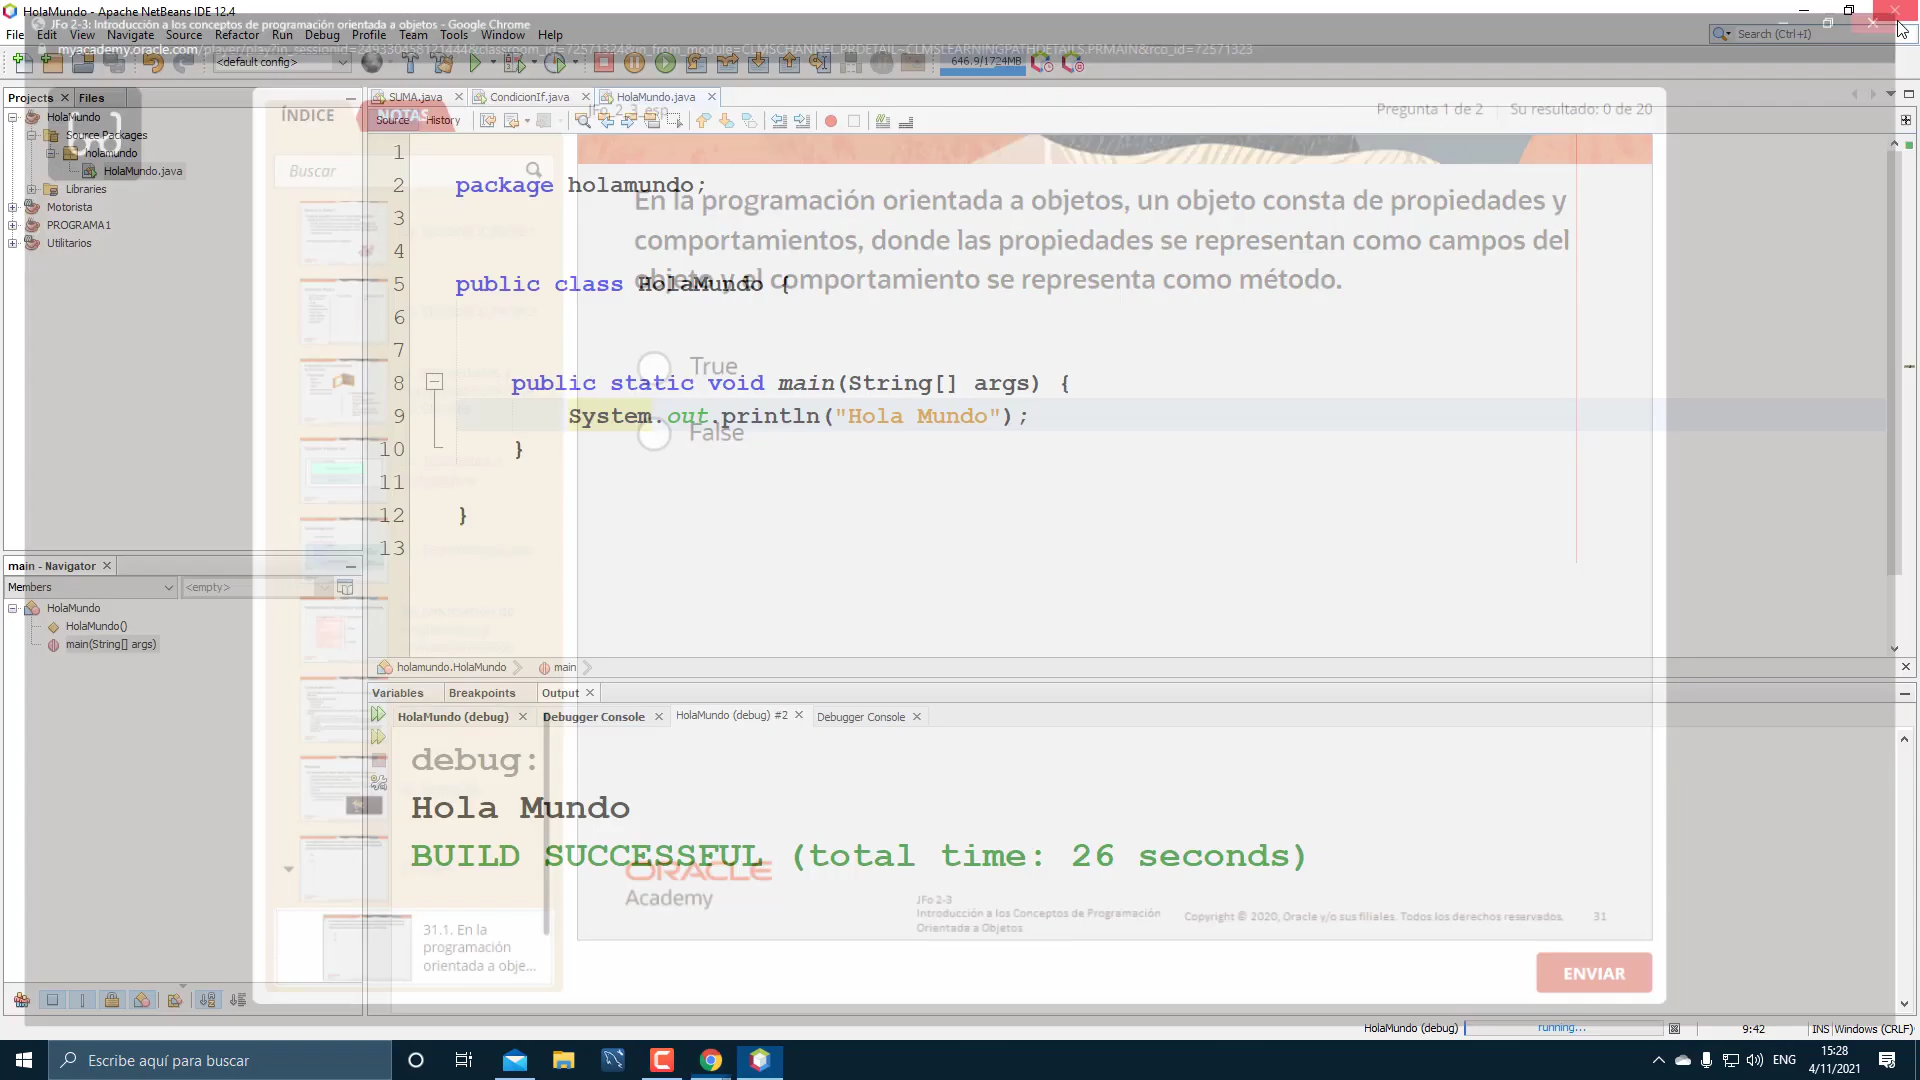 HolaMundo - Apache NetBeans IDE 12.4
JFo 2-3: Introducción a los conceptos de programación orientada a objetos - Google Chrome
File Edit View Navigate Source Refactor Run Debug Profile Team Tools Window Help
Search (Ctrl+I)
myacademy.oracle.com/player/play?in_sessionid=249330458121444&classroom_id=72571324&io_from_module=CLMSCHANNEL.PRDETAIL~CLMSLEARNINGPATHDETAILS.PRMAIN&rco_id=72571323
<default config>
646.9/1724MB
Projects Files
SUMA.java CondicionIf.java HolaMundo.java
JFo_2_3_esp
Pregunta 1 de 2 Su resultado: 0 de 20
ÍNDICE NOTAS
Source History
HolaMundo
Source Packages
holamundo
HolaMundo.java
Libraries
Motorista
PROGRAMA1
Utilitarios
Buscar
1
2 package holamundo;
3
4
5 public class HolaMundo {
6
7
8 public static void main(String[] args) {
9 System.out.println("Hola Mundo");
10 }
11
12 }
13
En la programación orientada a objetos, un objeto consta de propiedades y
comportamientos, donde las propiedades se representan como campos del
objeto y el comportamiento se representa como método.
True
False
main - Navigator
Members <empty>
HolaMundo
HolaMundo()
main(String[] args)
holamundo.HolaMundo main
Variables Breakpoints Output
HolaMundo (debug) Debugger Console HolaMundo (debug) #2 Debugger Console
debug:
Hola Mundo
BUILD SUCCESSFUL (total time: 26 seconds)
ORACLE
Academy
JFo 2-3
Introducción a los Conceptos de Programación
Orientada a Objetos
Copyright © 2020, Oracle y/o sus filiales. Todos los derechos reservados. 31
31.1. En la
programación
orientada a obje...
ENVIAR
HolaMundo (debug) running... 9:42 INS Windows (CRLF)
Escribe aquí para buscar
ENG
15:28
4/11/2021